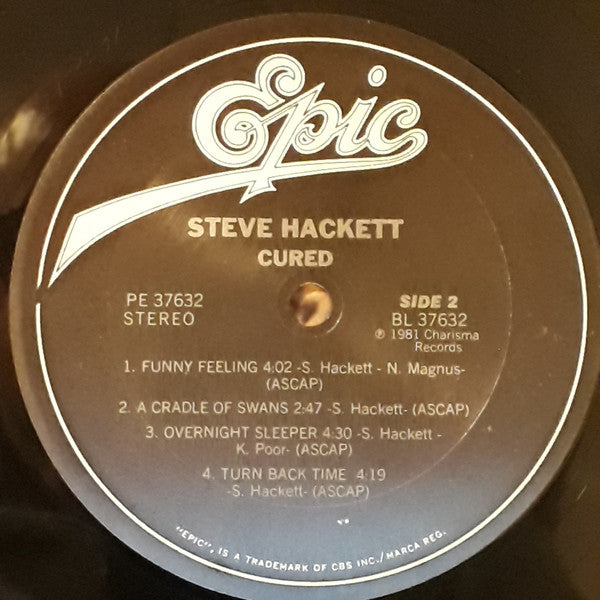 Epic
STEVE HACKETT
CURED
PE 37632
STEREO
SIDE 2
BL 37632
℗ 1981 Charisma
Records
1. FUNNY FEELING 4:02 -S. Hackett - N. Magnus-
(ASCAP)
2. A CRADLE OF SWANS 2:47 -S. Hackett- (ASCAP)
3. OVERNIGHT SLEEPER 4:30 -S. Hackett -
K. Poor- (ASCAP)
4. TURN BACK TIME 4:19
-S. Hackett- (ASCAP)
"EPIC", IS A TRADEMARK OF CBS INC./MARCA REG.